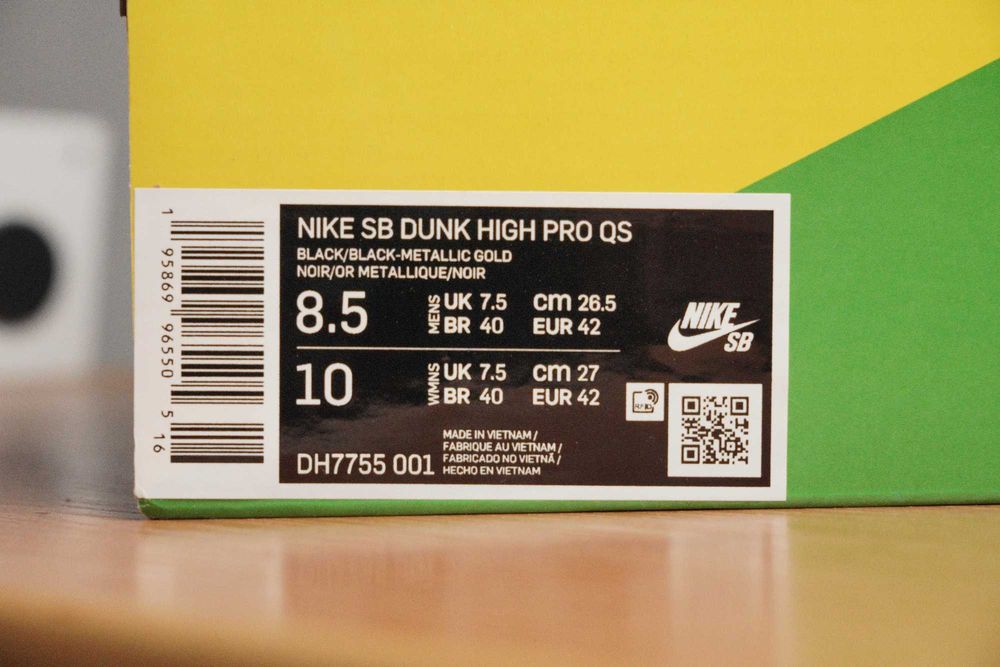 1 95869 96550 5 16
NIKE SB DUNK HIGH PRO QS
BLACK/BLACK-METALLIC GOLD
NOIR/OR METALLIQUE/NOIR
8.5 MENS UK 7.5 cm 26.5
BR 40 EUR 42
10 WMNS UK 7.5 cm 27
BR 40 EUR 42
NIKE
SB
RFID
DH7755 001
MADE IN VIETNAM /
FABRIQUE AU VIETNAM /
FABRICADO NO VIETNÃ /
HECHO EN VIETNAM